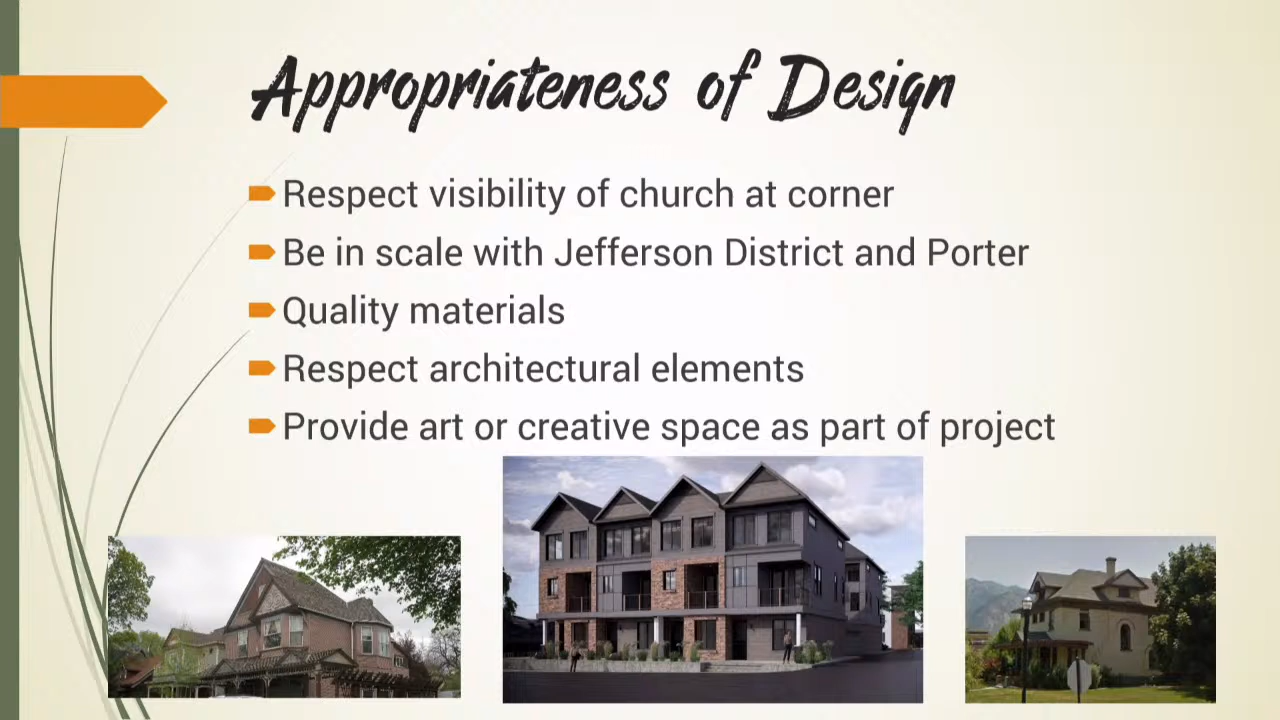 Appropriateness of Design
Respect visibility of church at corner
Be in scale with Jefferson District and Porter
Quality materials
Respect architectural elements
Provide art or creative space as part of project